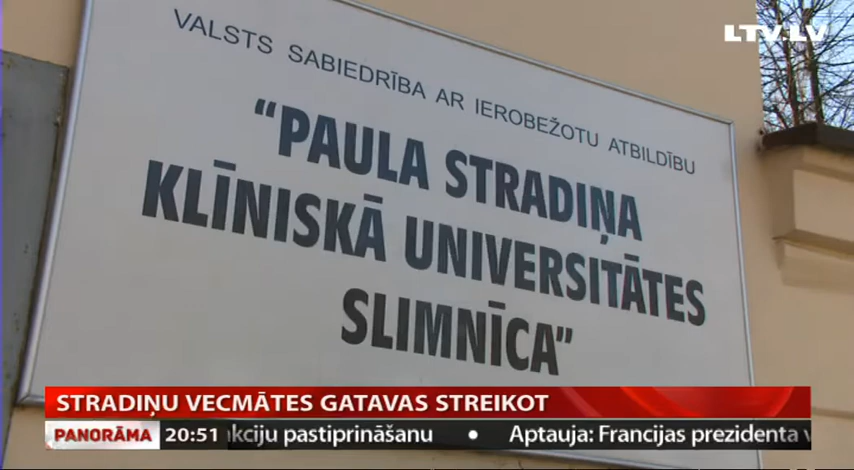 LTV.LV
VALSTS SABIEDRĪBA AR IEROBEŽOTU ATBILDĪBU
“PAULA STRADIŅA
KLĪNISKĀ UNIVERSITĀTES
SLIMNĪCA”
STRADIŅU VECMĀTES GATAVAS STREIKOT
PANORĀMA 20:51 kciju pastiprināšanu • Aptauja: Francijas prezidenta v